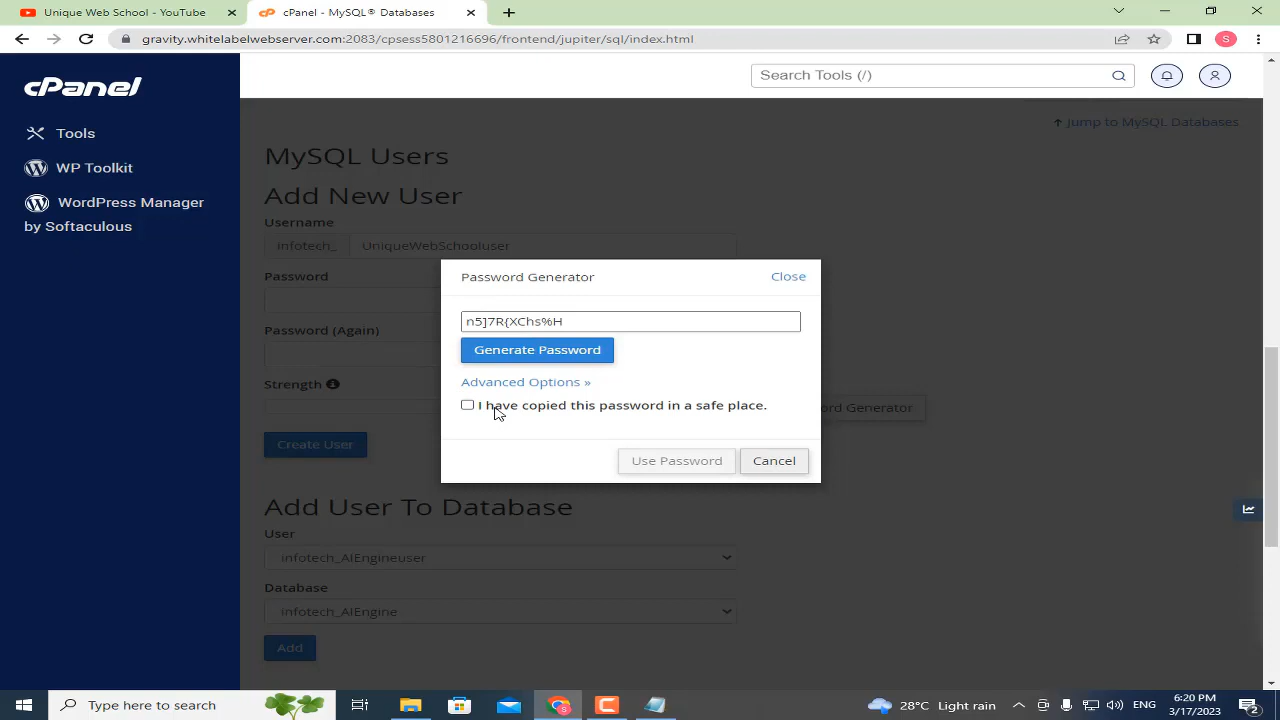 Unique Web School - YouTube
cPanel - MySQL® Databases
gravity.whitelabelwebserver.com:2083/cpsess5801216696/frontend/jupiter/sql/index.html
S
cPanel
Search Tools (/)
Tools
WP Toolkit
WordPress Manager
by Softaculous
Jump to MySQL Databases
MySQL Users
Add New User
Username
infotech_
UniqueWebSchooluser
Password
Password (Again)
Strength
Create User
Password Generator
Close
n5]7R{XChs%H
Generate Password
Advanced Options »
I have copied this password in a safe place.
Use Password
Cancel
rd Generator
Add User To Database
User
infotech_AIEngineuser
Database
infotech_AIEngine
Add
Type here to search
28°C Light rain
ENG
6:20 PM
3/17/2023
2